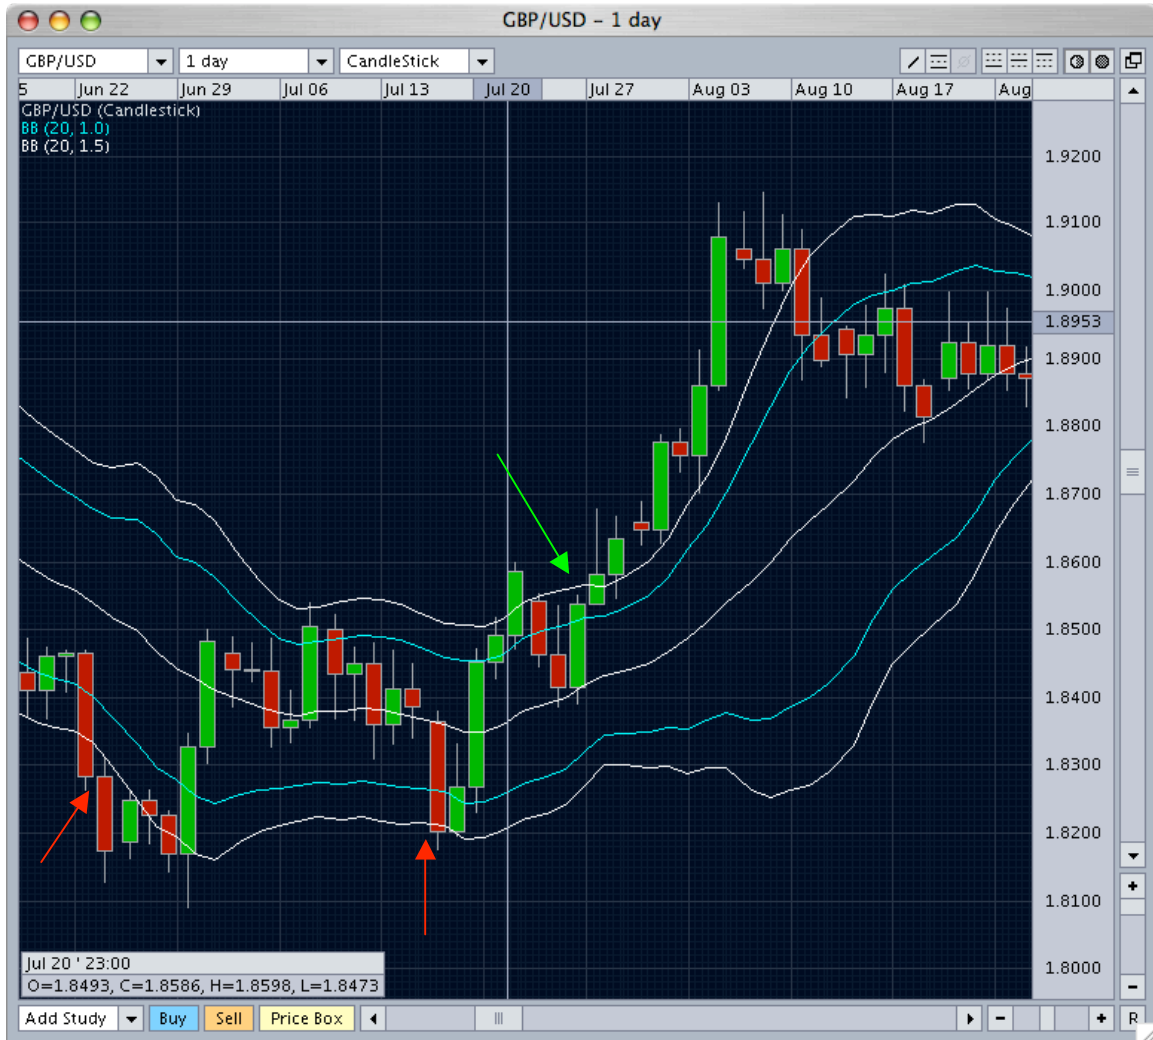 GBP/USD - 1 day
GBP/USD 1 day CandleStick
5 Jun 22 Jun 29 Jul 06 Jul 13 Jul 20 Jul 27 Aug 03 Aug 10 Aug 17 Aug
GBP/USD (Candlestick)
BB (20, 1.0)
BB (20, 1.5)
1.9200
1.9100
1.9000
1.8953
1.8900
1.8800
1.8700
1.8600
1.8500
1.8400
1.8300
1.8200
1.8100
1.8000
Jul 20 ' 23:00
O=1.8493, C=1.8586, H=1.8598, L=1.8473
Add Study Buy Sell Price Box - + R